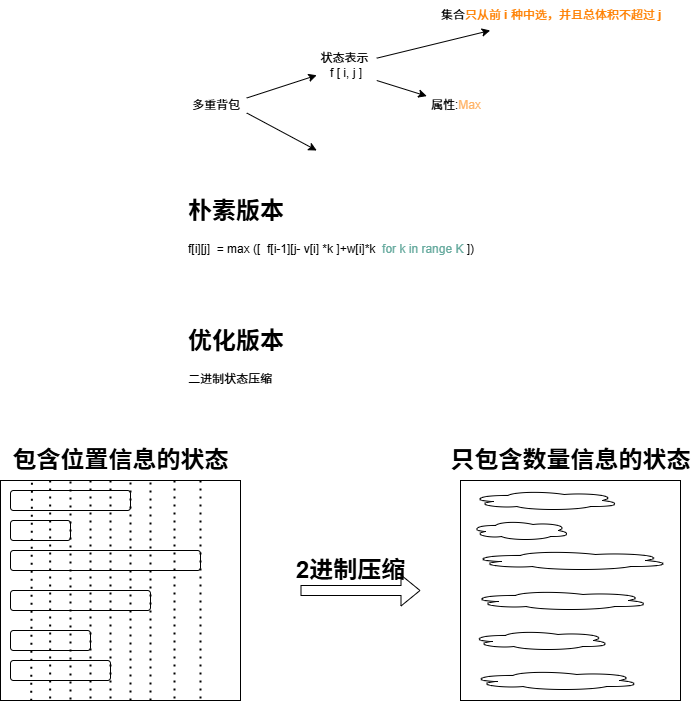 集合只从前 i 种中选，并且总体积不超过 j
状态表示
f [ i, j ]
多重背包
属性:Max
朴素版本
f[i][j]  = max ([  f[i-1][j- v[i] *k ]+w[i]*k  for k in range K ])
优化版本
二进制状态压缩
包含位置信息的状态
只包含数量信息的状态
2进制压缩